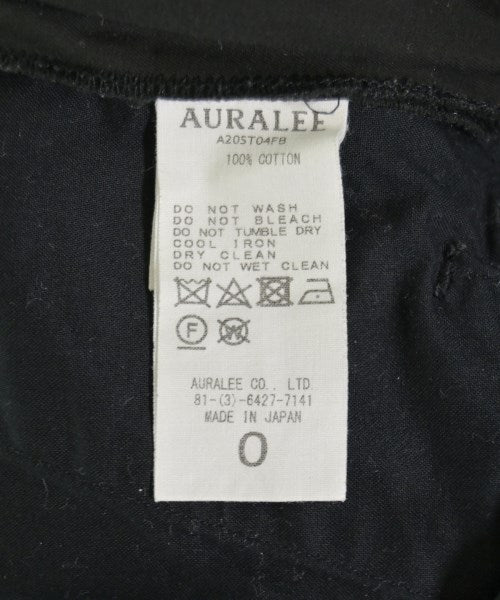 AURALEE
A20ST04FB
100% COTTON
DO NOT WASH
DO NOT BLEACH
DO NOT TUMBLE DRY
COOL IRON
DRY CLEAN
DO NOT WET CLEAN
F W
AURALEE CO., LTD.
81-(3)-6427-7141
MADE IN JAPAN
0